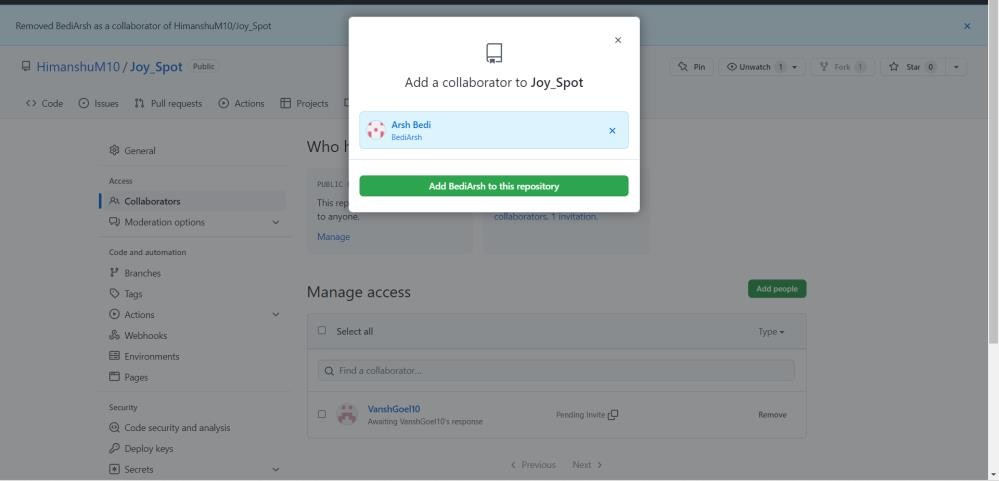 Removed BediArsh as a collaborator of HimanshuM10/Joy_Spot
HimanshuM10 / Joy_Spot Public
Pin
Unwatch 1
Fork 1
Star 0
<> Code
Issues
Pull requests
Actions
Projects
Add a collaborator to Joy_Spot
Arsh Bedi
BediArsh
Add BediArsh to this repository
General
Access
Collaborators
Moderation options
Code and automation
Branches
Tags
Actions
Webhooks
Environments
Pages
Security
Code security and analysis
Deploy keys
Secrets
Who
PUBLIC
This
to anyone.
Manage
collaborators. 1 invitation.
Manage access
Add people
Select all
Type
Find a collaborator...
VanshGoel10
Awaiting VanshGoel10's response
Pending Invite
Remove
< Previous Next >